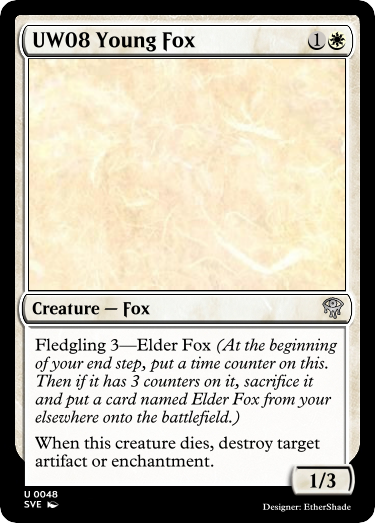 UW08 Young Fox
1
Creature — Fox
Fledgling 3—Elder Fox (At the beginning
of your end step, put a time counter on this.
Then if it has 3 counters on it, sacrifice it
and put a card named Elder Fox from your
elsewhere onto the battlefield.)
When this creature dies, destroy target
artifact or enchantment.
1/3
U 0048
SVE
Designer: EtherShade